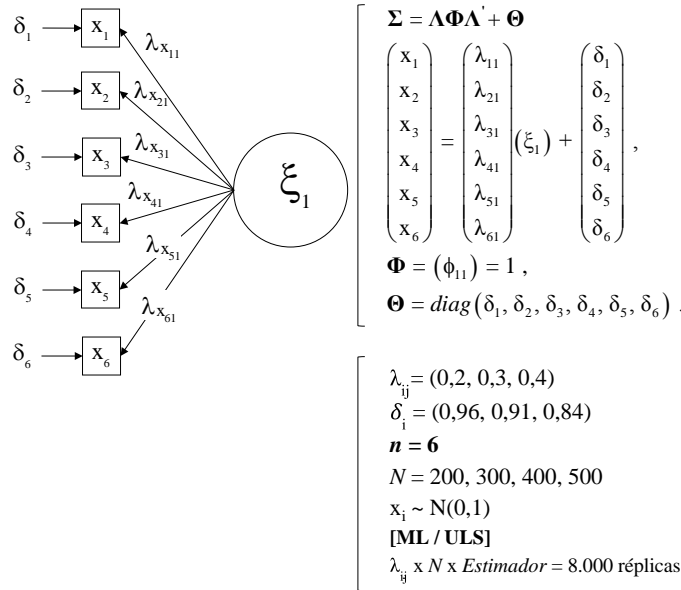 δ₁ x₁ λx₁₁
δ₂ x₂ λx₂₁
δ₃ x₃ λx₃₁
δ₄ x₄ λx₄₁
δ₅ x₅ λx₅₁
δ₆ x₆ λx₆₁
ξ₁
Σ = ΛΦΛ' + Θ
x₁ λ₁₁ δ₁
x₂ λ₂₁ δ₂
x₃ λ₃₁ δ₃
= (ξ₁) + ,
x₄ λ₄₁ δ₄
x₅ λ₅₁ δ₅
x₆ λ₆₁ δ₆
Φ = (ϕ₁₁) = 1 ,
Θ = diag(δ₁, δ₂, δ₃, δ₄, δ₅, δ₆) .
λᵢⱼ = (0,2, 0,3, 0,4)
δᵢ = (0,96, 0,91, 0,84)
n = 6
N = 200, 300, 400, 500
xᵢ ~ N(0,1)
[ML / ULS]
λᵢⱼ x N x Estimador = 8.000 réplicas